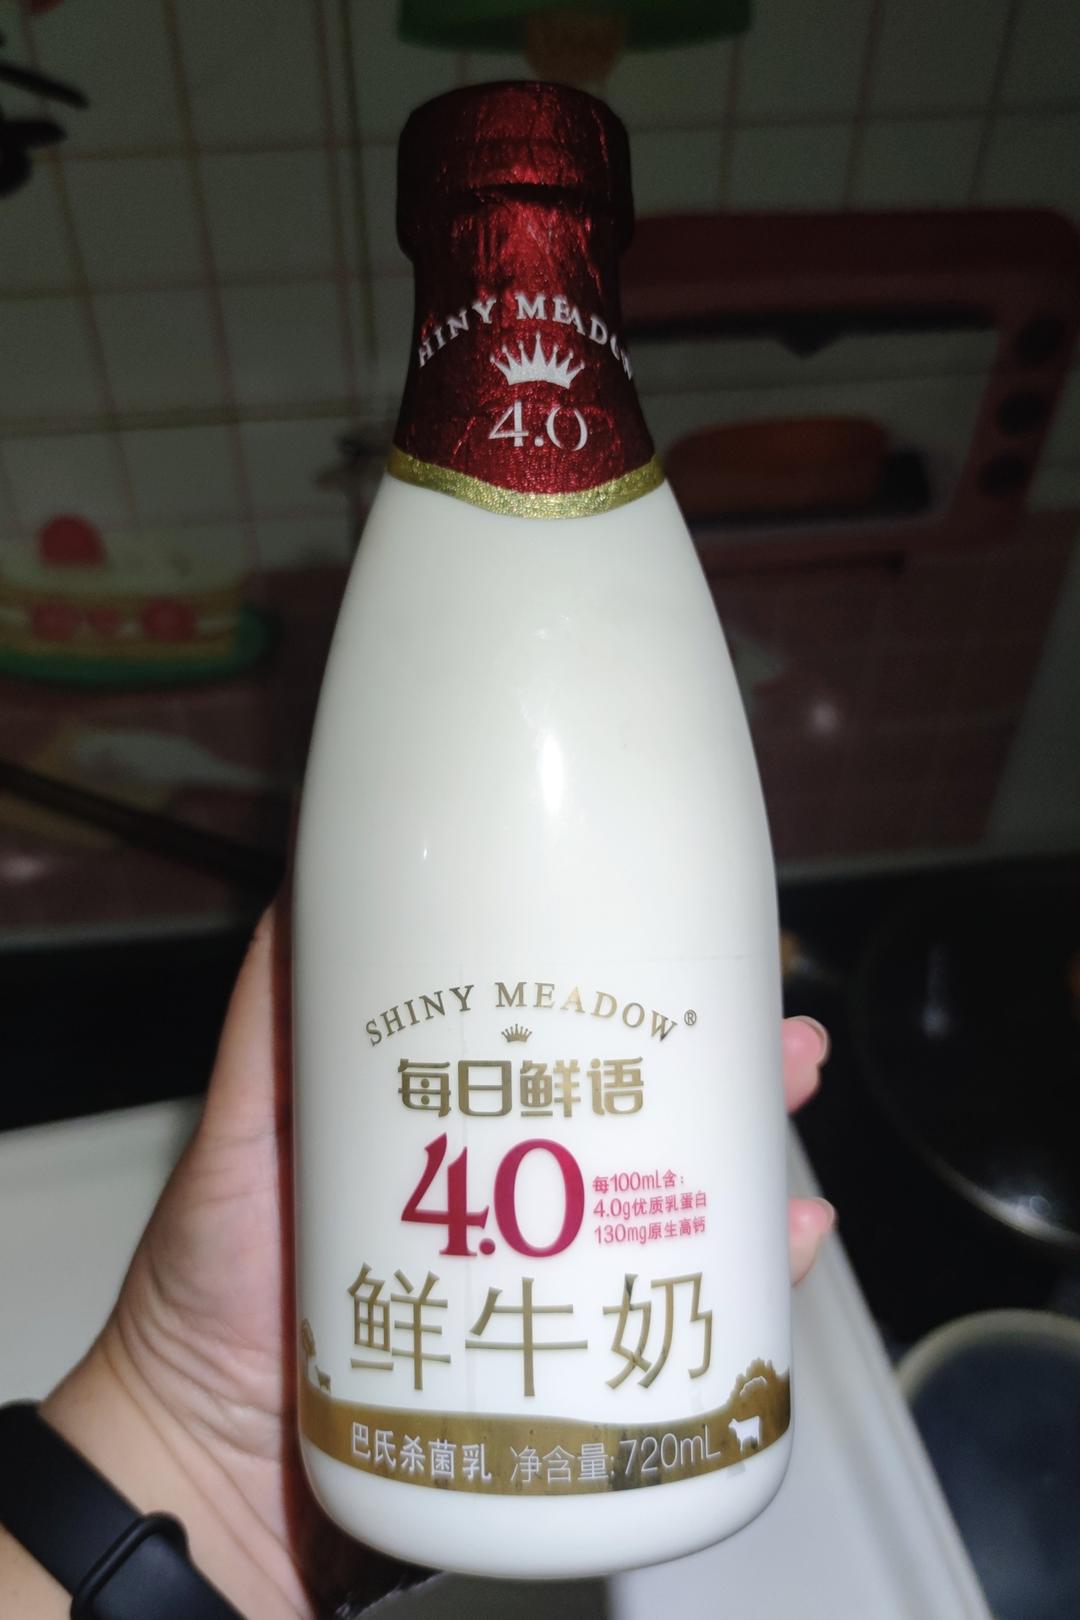 SHINY MEADOW
4.0
SHINY MEADOW®
每日鲜语
4.0
每100mL含：
4.0g优质乳蛋白
130mg原生高钙
鲜牛奶
巴氏杀菌乳 净含量:720mL